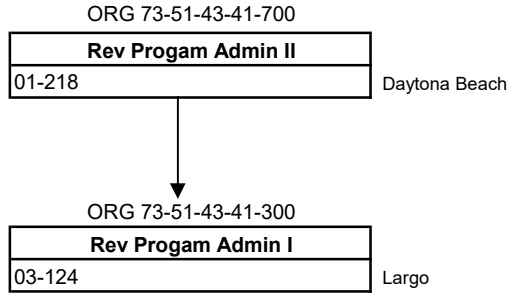 ORG 73-51-43-41-700
Rev Progam Admin II
01-218 Daytona Beach
ORG 73-51-43-41-300
Rev Progam Admin I
03-124 Largo